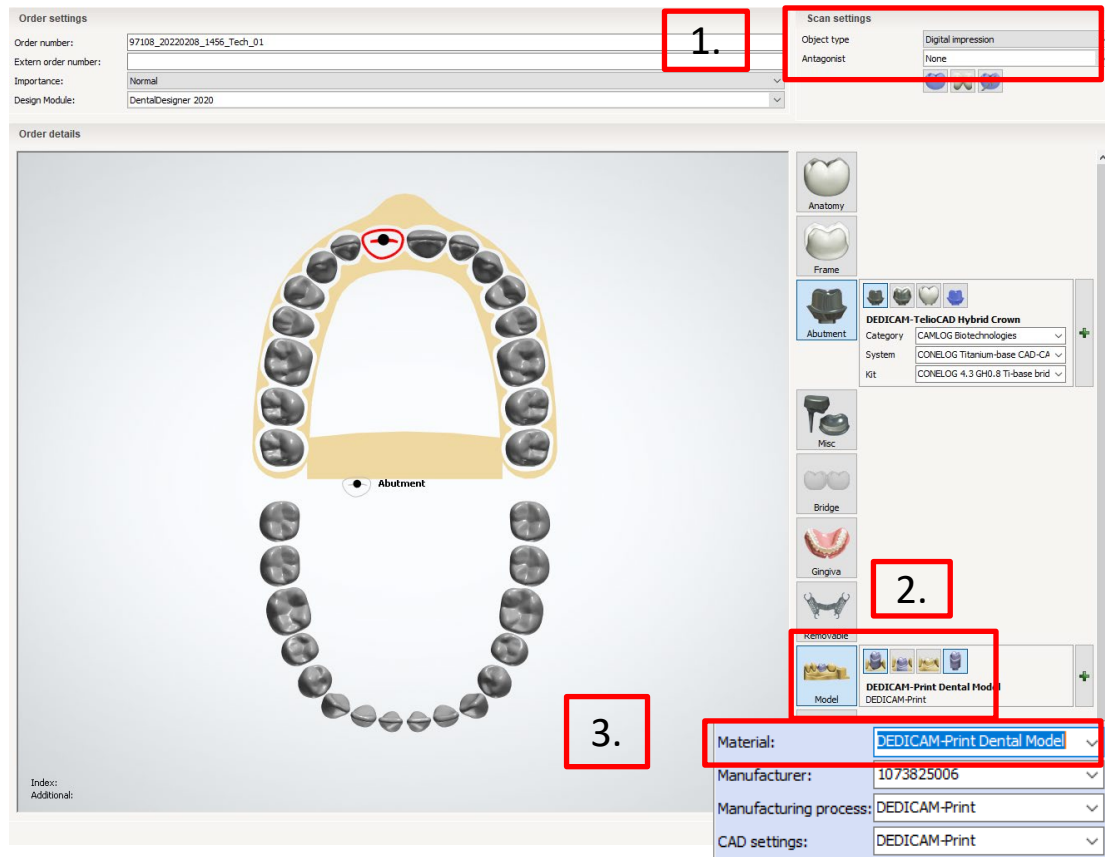 Order settings
Order number: 97108_20220208_1456_Tech_01
Extern order number:
Importance: Normal
Design Module: DentalDesigner 2020
1.
Scan settings
Object type Digital impression
Antagonist None
Order details
Abutment
Index:
Additional:
Anatomy
Frame
Abutment
DEDICAM-TelioCAD Hybrid Crown
Category CAMLOG Biotechnologies
System CONELOG Titanium-base CAD-CA
Kit CONELOG 4.3 GH0.8 Ti-base brid
Misc
Bridge
Gingiva
2.
Removable
Model
DEDICAM-Print Dental Model
DEDICAM-Print
3.
Material: DEDICAM-Print Dental Model
Manufacturer: 1073825006
Manufacturing process: DEDICAM-Print
CAD settings: DEDICAM-Print